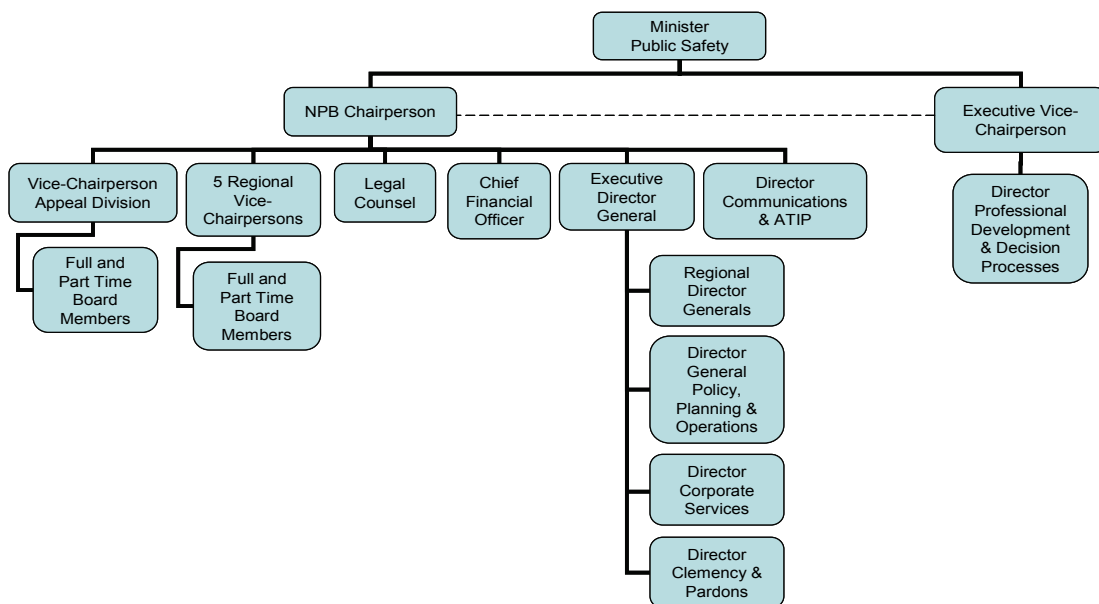 Minister
Public Safety
NPB Chairperson
Executive Vice-
Chairperson
Vice-Chairperson
Appeal Division
5 Regional
Vice-
Chairpersons
Legal
Counsel
Chief
Financial
Officer
Executive
Director
General
Director
Communications
& ATIP
Director
Professional
Development
& Decision
Processes
Full and
Part Time
Board
Members
Full and
Part Time
Board
Members
Regional
Director
Generals
Director
General
Policy,
Planning &
Operations
Director
Corporate
Services
Director
Clemency &
Pardons